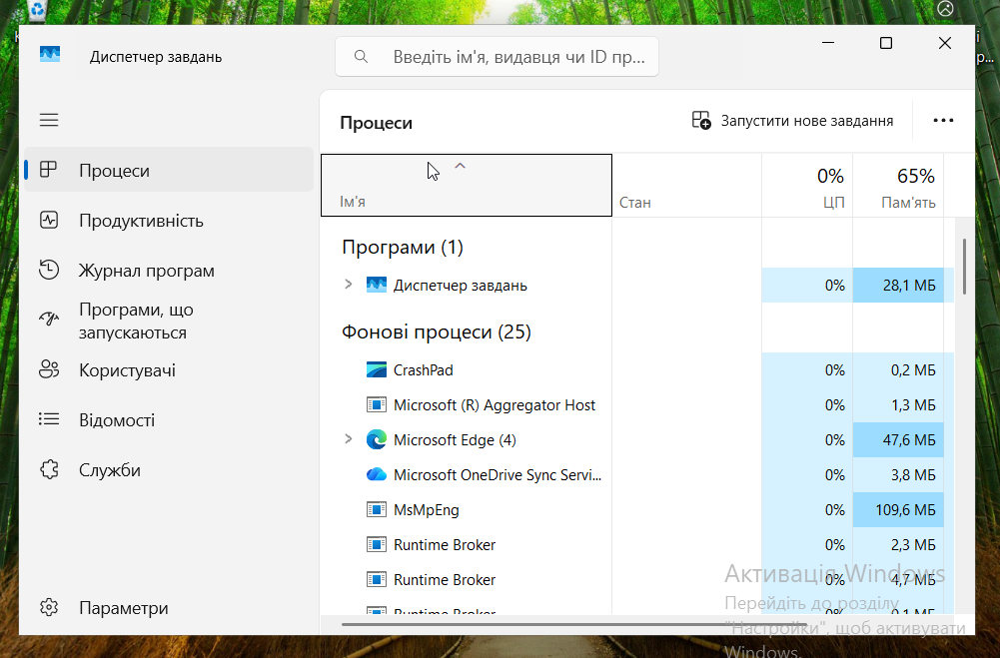 Диспетчер завдань
Введіть ім'я, видавця чи ID пр...
Процеси
Запустити нове завдання
Процеси
Продуктивність
Журнал програм
Програми, що
запускаються
Користувачі
Відомості
Служби
Параметри
Ім'я
Стан
0%
ЦП
65%
Пам'ять
Програми (1)
Диспетчер завдань 0% 28,1 МБ
Фонові процеси (25)
CrashPad 0% 0,2 МБ
Microsoft (R) Aggregator Host 0% 1,3 МБ
Microsoft Edge (4) 0% 47,6 МБ
Microsoft OneDrive Sync Servi... 0% 3,8 МБ
MsMpEng 0% 109,6 МБ
Runtime Broker 0% 2,3 МБ
Runtime Broker 0% 4,7 МБ
Runtime Broker 0% 0,1 МБ
Активація Windows
Перейдіть до розділу
"Настройки", щоб активувати
Windows.